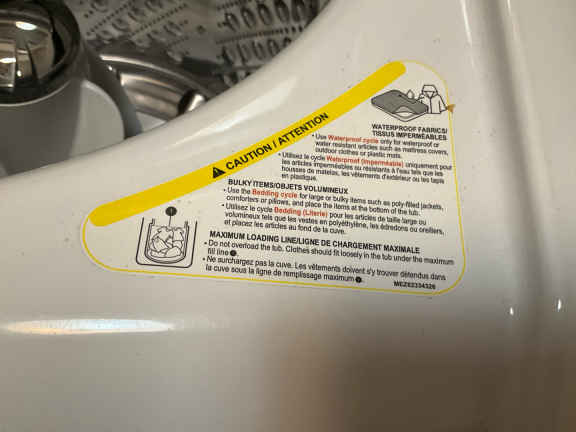 CAUTION / ATTENTION
WATERPROOF FABRICS/
TISSUS IMPERMÉABLES
• Use Waterproof cycle only for waterproof or
water resistant articles such as mattress covers,
outdoor clothes or plastic mats.
• Utilisez le cycle Waterproof (Imperméable) uniquement pour
les articles imperméables ou résistants à l'eau tels que les
housses de matelas, les vêtements d'extérieur ou les tapis
en plastique.
BULKY ITEMS/OBJETS VOLUMINEUX
• Use the Bedding cycle for large or bulky items such as poly-filled jackets,
comforters or pillows, and place the items at the bottom of the tub.
• Utilisez le cycle Bedding (Literie) pour les articles de taille large ou
volumineux tels que les vestes en polyéthylène, les édredons ou oreillers,
et placez les articles au fond de la cuve.
MAXIMUM LOADING LINE/LIGNE DE CHARGEMENT MAXIMALE
• Do not overload the tub. Clothes should fit loosely in the tub under the maximum
fill line ❶.
• Ne surchargez pas la cuve. Les vêtements doivent s'y trouver détendus dans
la cuve sous la ligne de remplissage maximum ❶.
MEZ62334326